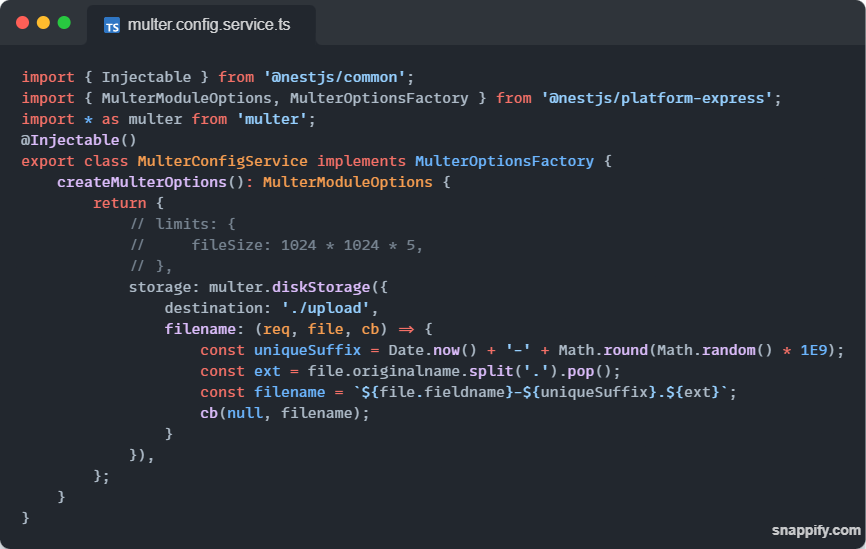 TS multer.config.service.ts
import { Injectable } from '@nestjs/common';
import { MulterModuleOptions, MulterOptionsFactory } from '@nestjs/platform-express';
import * as multer from 'multer';
@Injectable()
export class MulterConfigService implements MulterOptionsFactory {
    createMulterOptions(): MulterModuleOptions {
        return {
            // limits: {
            //     fileSize: 1024 * 1024 * 5,
            // },
            storage: multer.diskStorage({
                destination: './upload',
                filename: (req, file, cb) => {
                    const uniqueSuffix = Date.now() + '-' + Math.round(Math.random() * 1E9);
                    const ext = file.originalname.split('.').pop();
                    const filename = `${file.fieldname}-${uniqueSuffix}.${ext}`;
                    cb(null, filename);
                }
            }),
        };
    }
}
snappify.com